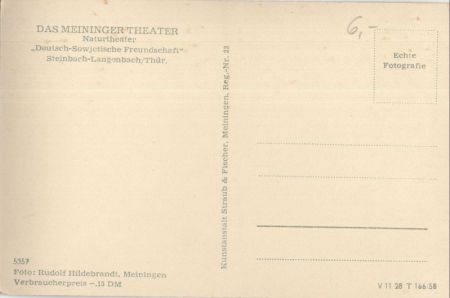 DAS MEININGER THEATER
Naturtheater
„Deutsch-Sowjetische Freundschaft“
Steinbach-Langenbach/Thür.
6,-
Echte
Fotografie
Kunstanstalt Straub & Fischer, Meiningen, Reg.-Nr. 23
5357
Foto: Rudolf Hildebrandt, Meiningen
Verbraucherpreis -.15 DM
V 11 28 T 166/58